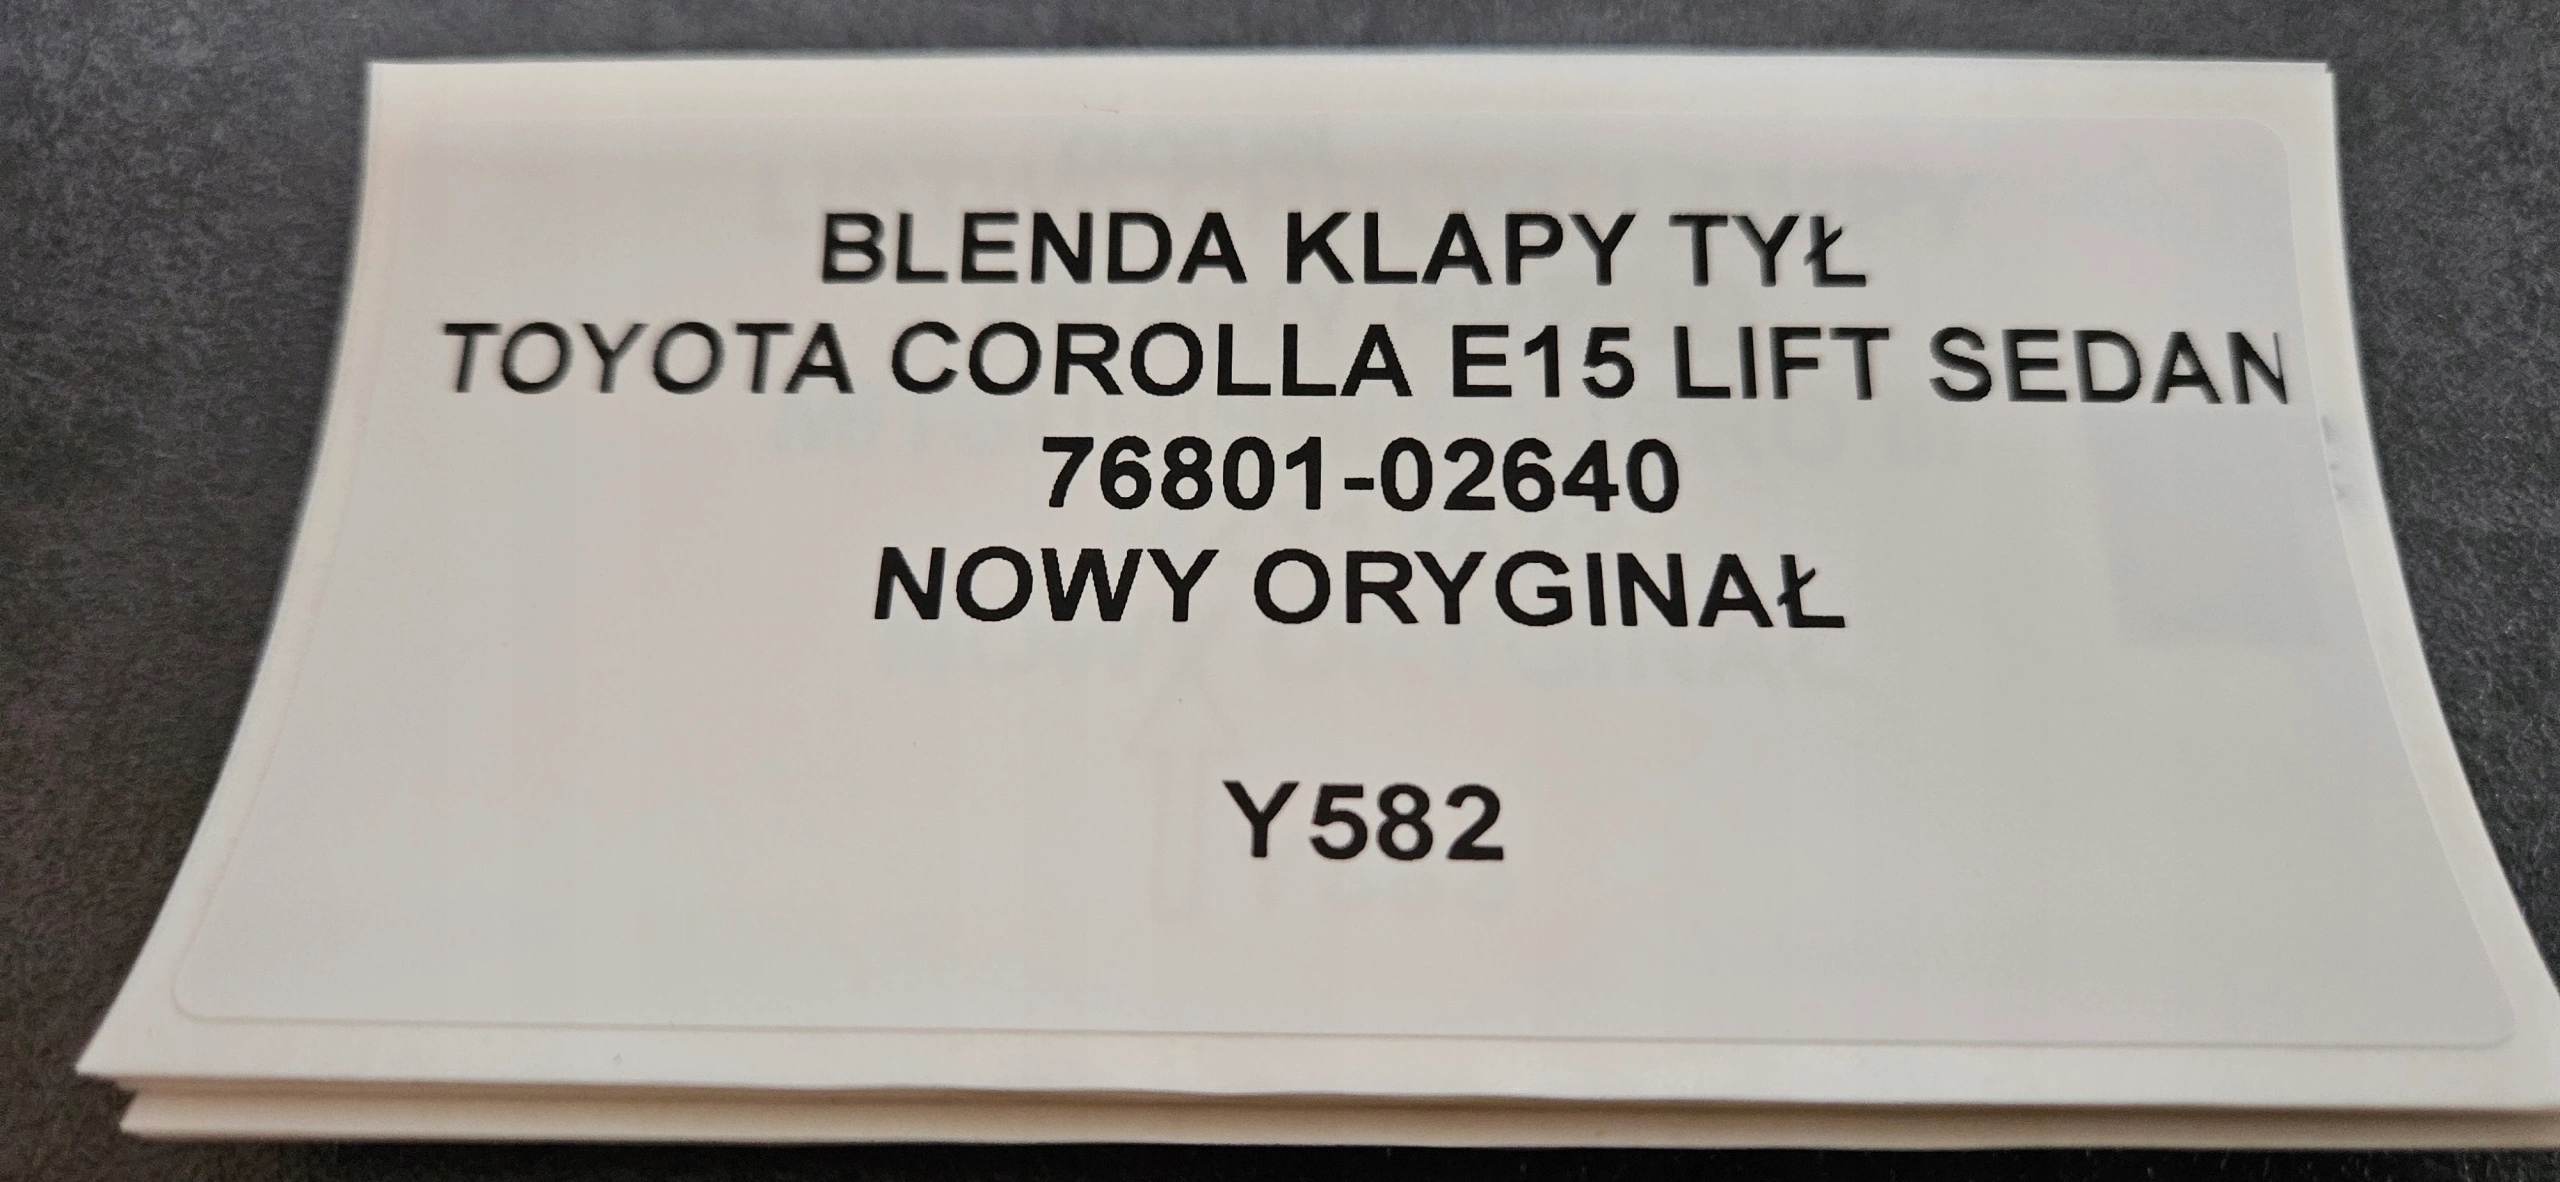 BLENDA KLAPY TYŁ
TOYOTA COROLLA E15 LIFT SEDAN
76801-02640
NOWY ORYGINAŁ
Y582